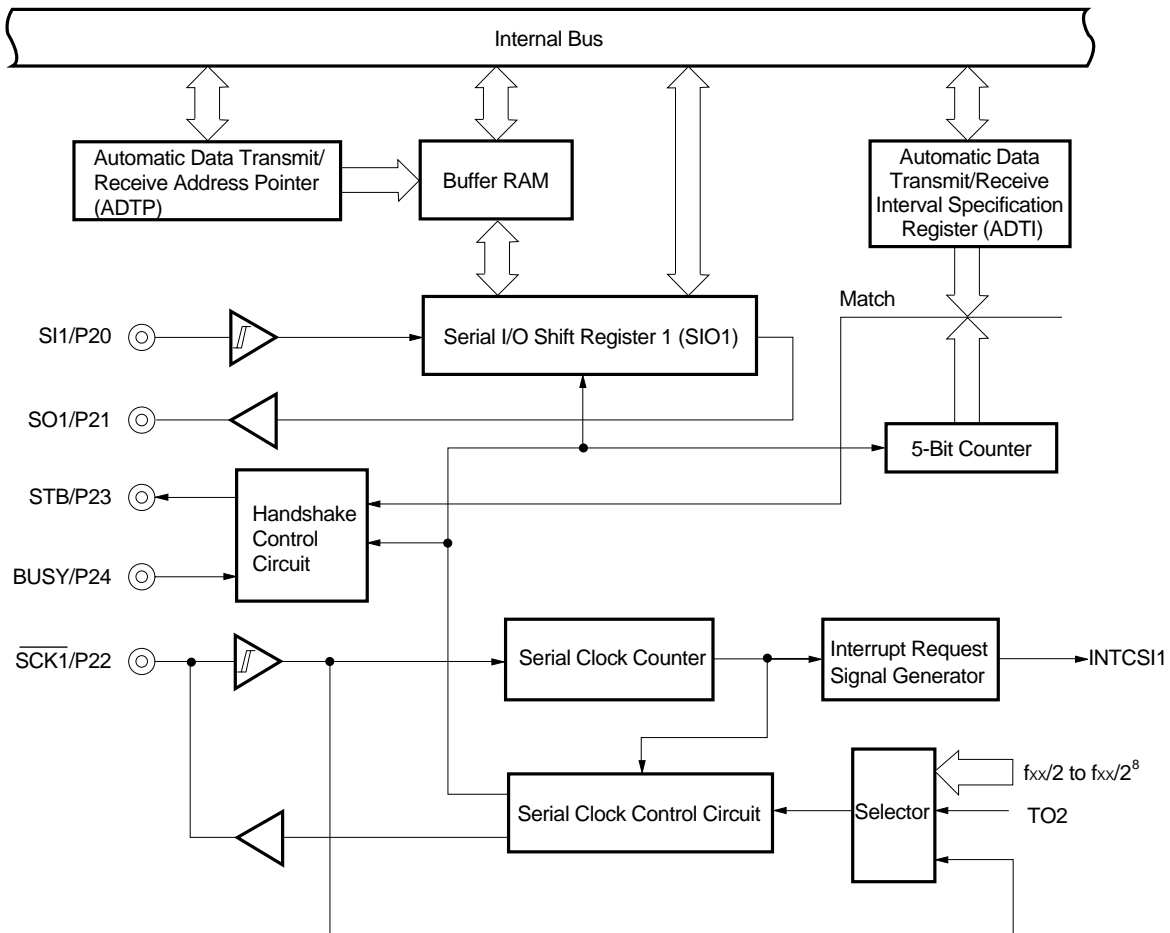 Internal Bus
Automatic Data Transmit/
Receive Address Pointer
(ADTP)
Buffer RAM
Automatic Data
Transmit/Receive
Interval Specification
Register (ADTI)
Match
SI1/P20
Serial I/O Shift Register 1 (SIO1)
SO1/P21
5-Bit Counter
STB/P23
Handshake
Control
Circuit
BUSY/P24
SCK1/P22
Serial Clock Counter
Interrupt Request
Signal Generator
INTCSI1
Serial Clock Control Circuit
Selector
fxx/2 to fxx/2⁸
TO2